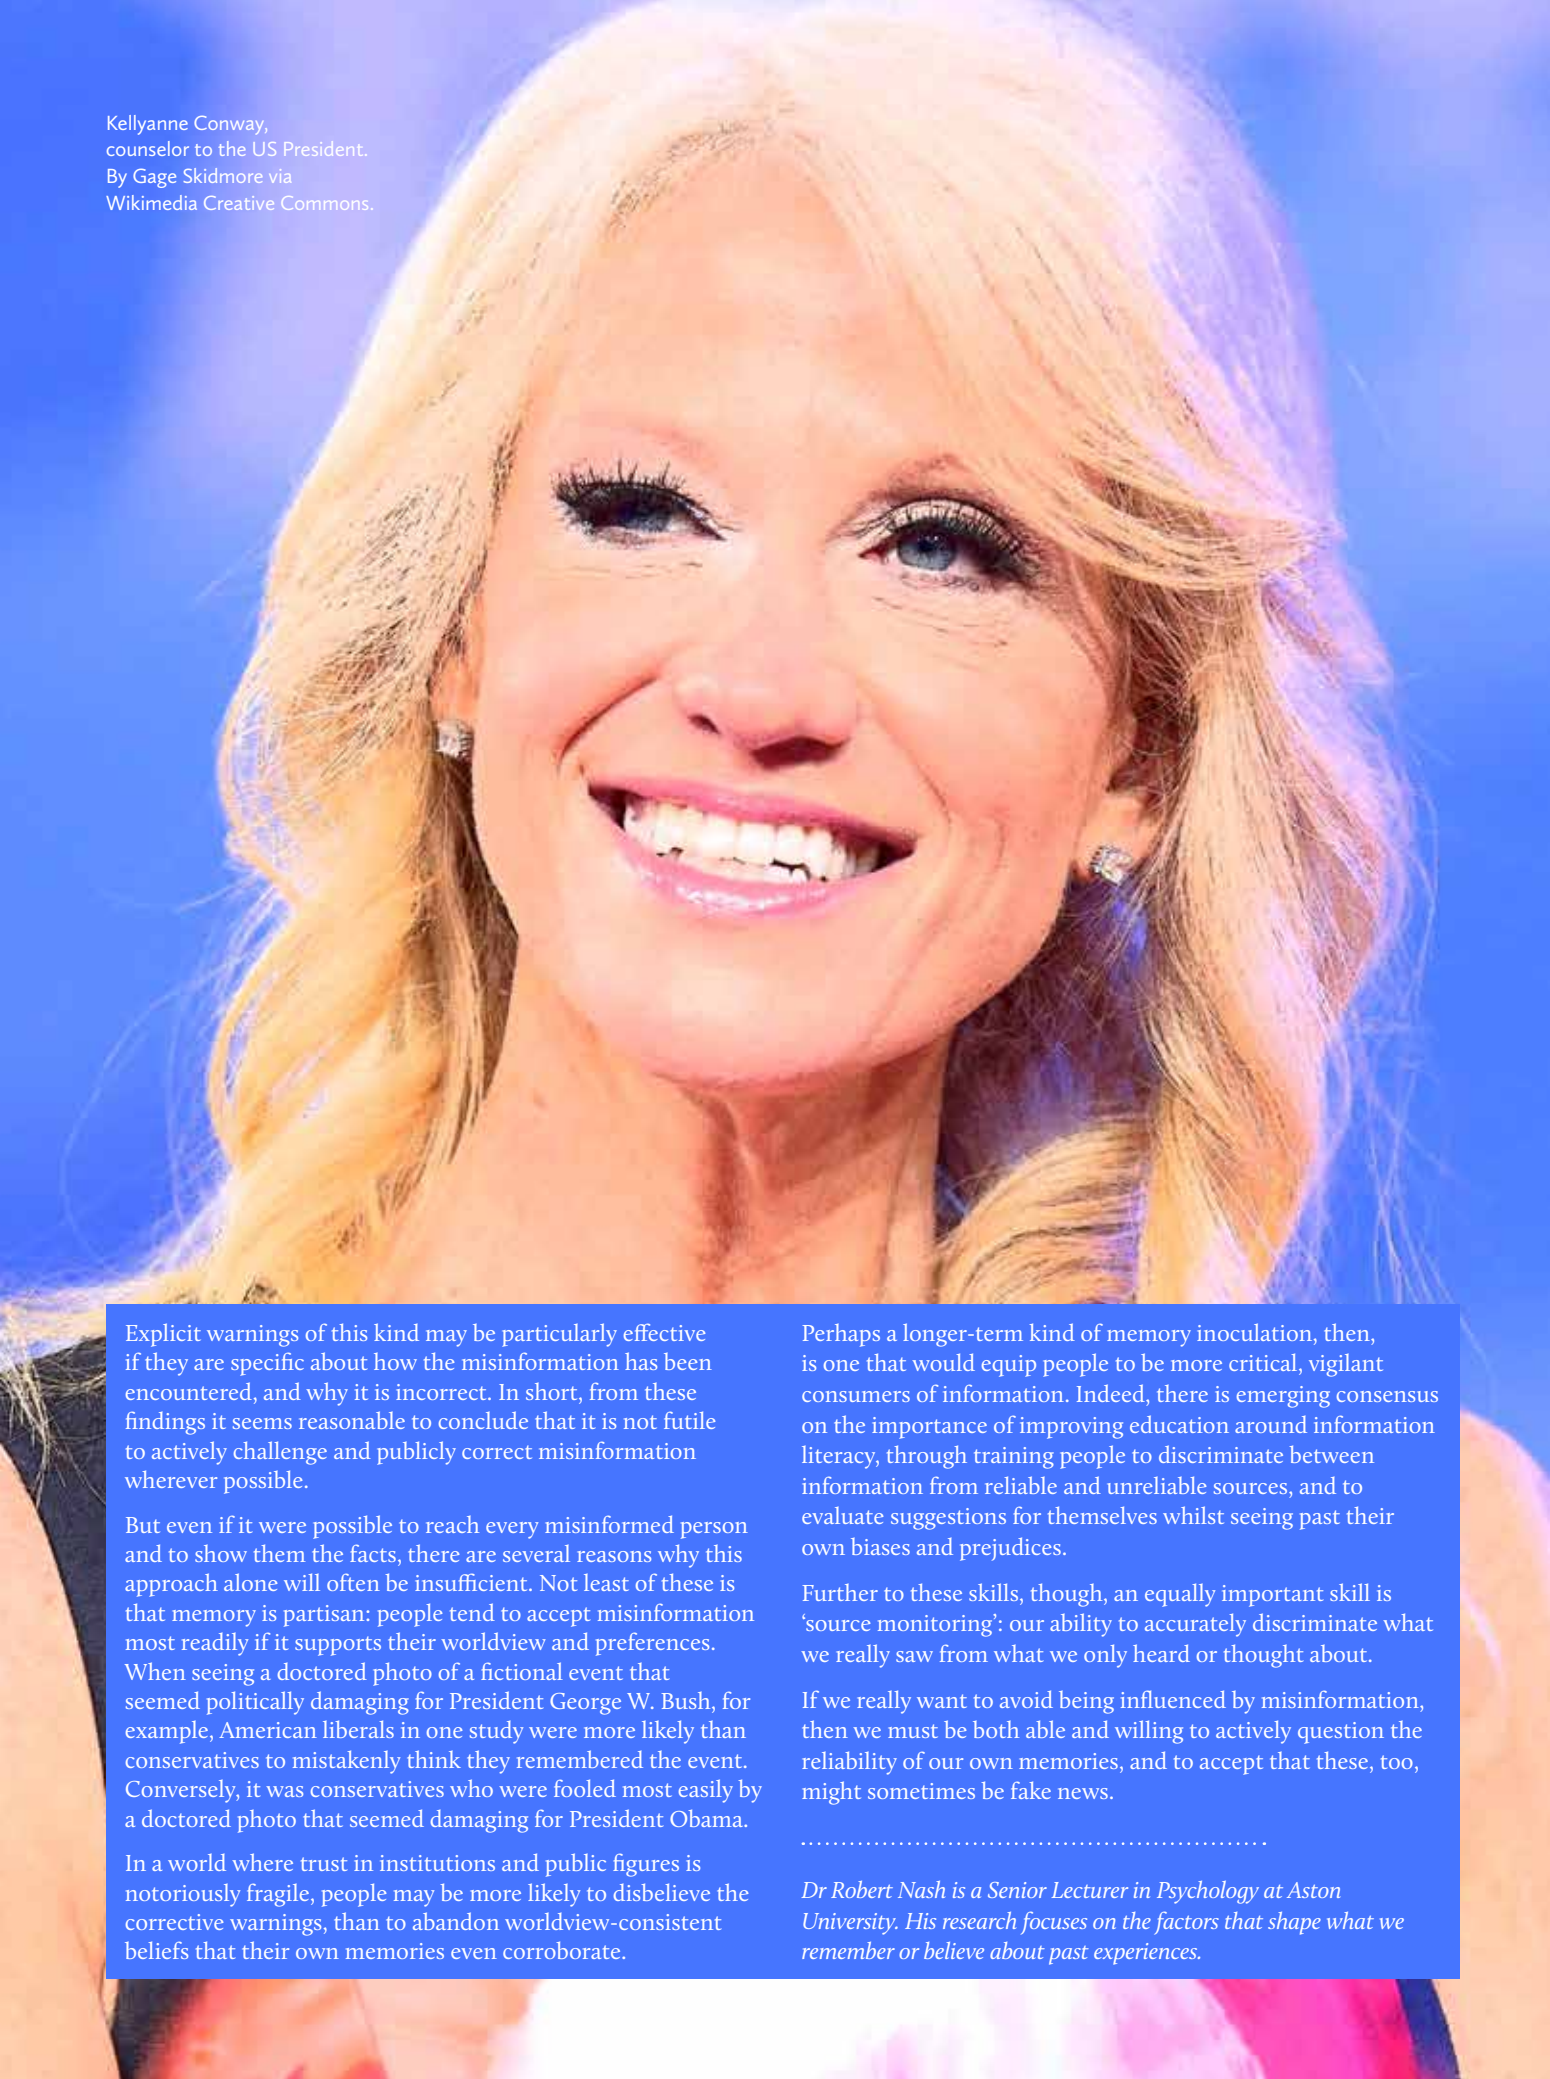 Kellyanne Conway,
counselor to the US President.
By Gage Skidmore via
Wikimedia Creative Commons.
Explicit warnings of this kind may be particularly effective
if they are specific about how the misinformation has been
encountered, and why it is incorrect. In short, from these
findings it seems reasonable to conclude that it is not futile
to actively challenge and publicly correct misinformation
wherever possible.
But even if it were possible to reach every misinformed person
and to show them the facts, there are several reasons why this
approach alone will often be insufficient. Not least of these is
that memory is partisan: people tend to accept misinformation
most readily if it supports their worldview and preferences.
When seeing a doctored photo of a fictional event that
seemed politically damaging for President George W. Bush, for
example, American liberals in one study were more likely than
conservatives to mistakenly think they remembered the event.
Conversely, it was conservatives who were fooled most easily by
a doctored photo that seemed damaging for President Obama.
In a world where trust in institutions and public figures is
notoriously fragile, people may be more likely to disbelieve the
corrective warnings, than to abandon worldview-consistent
beliefs that their own memories even corroborate.
Perhaps a longer-term kind of memory inoculation, then,
is one that would equip people to be more critical, vigilant
consumers of information. Indeed, there is emerging consensus
on the importance of improving education around information
literacy, through training people to discriminate between
information from reliable and unreliable sources, and to
evaluate suggestions for themselves whilst seeing past their
own biases and prejudices.
Further to these skills, though, an equally important skill is
‘source monitoring’: our ability to accurately discriminate what
we really saw from what we only heard or thought about.
If we really want to avoid being influenced by misinformation,
then we must be both able and willing to actively question the
reliability of our own memories, and to accept that these, too,
might sometimes be fake news.
Dr Robert Nash is a Senior Lecturer in Psychology at Aston
University. His research focuses on the factors that shape what we
remember or believe about past experiences.